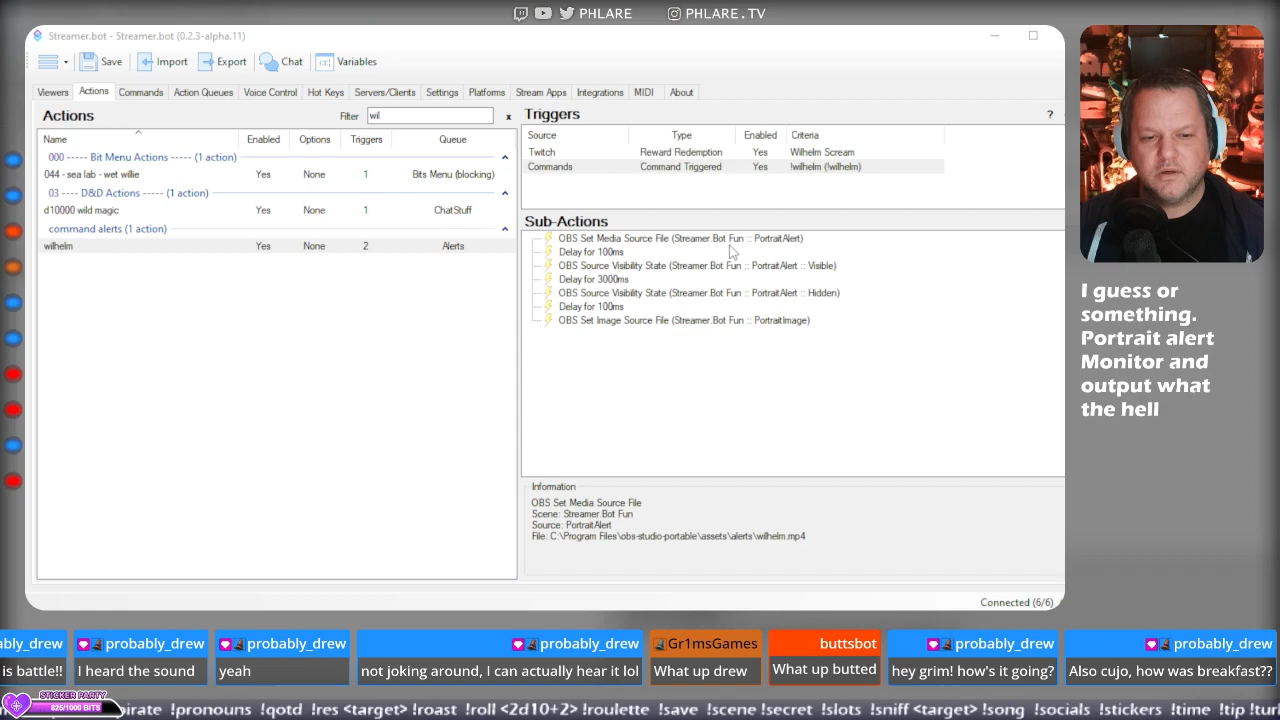 PHLARE PHLARE.TV
Streamer.bot - Streamer.bot (0.2.3-alpha.11)
Save Import Export Chat Variables
Viewers Actions Commands Action Queues Voice Control Hot Keys Servers/Clients Settings Platforms Stream Apps Integrations MIDI About
Actions
Filter wil x
Name Enabled Options Triggers Queue
000 ----- Bit Menu Actions ----- (1 action)
044 - sea lab - wet willie Yes None 1 Bits Menu (blocking)
03 ---- D&D Actions ----- (1 action)
d10000 wild magic Yes None 1 ChatStuff
command alerts (1 action)
wilhelm Yes None 2 Alerts
Triggers ?
Source Type Enabled Criteria
Twitch Reward Redemption Yes Wilhelm Scream
Commands Command Triggered Yes !wilhelm (!wilhelm)
Sub-Actions
OBS Set Media Source File (Streamer.Bot Fun :: PortraitAlert)
Delay for 100ms
OBS Source Visibility State (Streamer.Bot Fun :: PortraitAlert :: Visible)
Delay for 3000ms
OBS Source Visibility State (Streamer.Bot Fun :: PortraitAlert :: Hidden)
Delay for 100ms
OBS Set Image Source File (Streamer.Bot Fun :: PortraitImage)
Information
OBS Set Media Source File
Scene: Streamer.Bot Fun
Source: PortraitAlert
File: C:\Program Files\obs-studio-portable\assets\alerts\wilhelm.mp4
Connected (6/6)
I guess or
something.
Portrait alert
Monitor and
output what
the hell
ably_drew
is battle!!
probably_drew
I heard the sound
probably_drew
yeah
probably_drew
not joking around, I can actually hear it lol
Gr1msGames
What up drew
buttsbot
What up butted
probably_drew
hey grim! how's it going?
probably_drew
Also cujo, how was breakfast??
STICKER PARTY
825/1000 BITS
pirate !pronouns !qotd !res <target> !roast !roll <2d10+2> !roulette !save !scene !secret !slots !sniff <target> !song !socials !stickers !time !tip